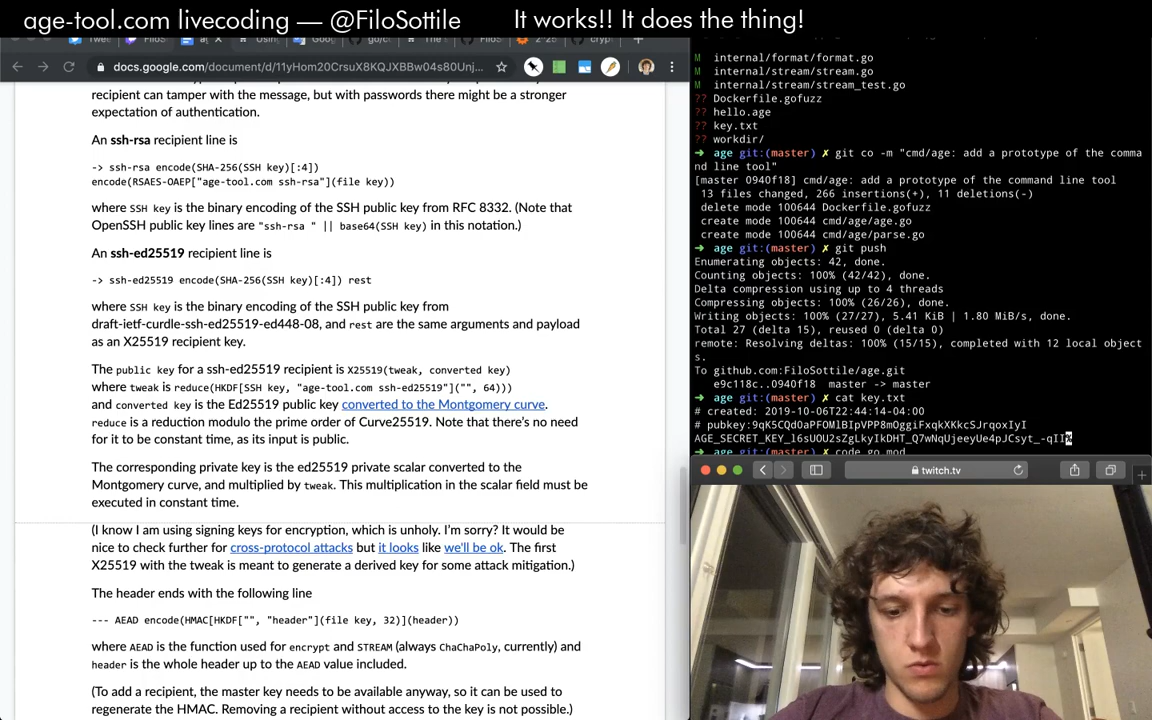 age-tool.com livecoding — @FiloSottile
It works!! It does the thing!
docs.google.com/document/d/11yHom20CrsuX8KQJXBBw04s80Unj...
recipient can tamper with the message, but with passwords there might be a stronger
expectation of authentication.
An ssh-rsa recipient line is
-> ssh-rsa encode(SHA-256(SSH key)[:4])
encode(RSAES-OAEP["age-tool.com ssh-rsa"](file key))
where SSH key is the binary encoding of the SSH public key from RFC 8332. (Note that
OpenSSH public key lines are "ssh-rsa " || base64(SSH key) in this notation.)
An ssh-ed25519 recipient line is
-> ssh-ed25519 encode(SHA-256(SSH key)[:4]) rest
where SSH key is the binary encoding of the SSH public key from
draft-ietf-curdle-ssh-ed25519-ed448-08, and rest are the same arguments and payload
as an X25519 recipient key.
The public key for a ssh-ed25519 recipient is X25519(tweak, converted key)
where tweak is reduce(HKDF[SSH key, "age-tool.com ssh-ed25519"]("", 64)))
and converted key is the Ed25519 public key converted to the Montgomery curve.
reduce is a reduction modulo the prime order of Curve25519. Note that there's no need
for it to be constant time, as its input is public.
The corresponding private key is the ed25519 private scalar converted to the
Montgomery curve, and multiplied by tweak. This multiplication in the scalar field must be
executed in constant time.
(I know I am using signing keys for encryption, which is unholy. I'm sorry? It would be
nice to check further for cross-protocol attacks but it looks like we'll be ok. The first
X25519 with the tweak is meant to generate a derived key for some attack mitigation.)
The header ends with the following line
--- AEAD encode(HMAC[HKDF["", "header"](file key, 32)](header))
where AEAD is the function used for encrypt and STREAM (always ChaChaPoly, currently) and
header is the whole header up to the AEAD value included.
(To add a recipient, the master key needs to be available anyway, so it can be used to
regenerate the HMAC. Removing a recipient without access to the key is not possible.)
M internal/format/format.go
M internal/stream/stream.go
M internal/stream/stream_test.go
?? Dockerfile.gofuzz
?? hello.age
?? key.txt
?? workdir/
➜ age git:(master) ✗ git co -m "cmd/age: add a prototype of the comma
nd line tool"
[master 0940f18] cmd/age: add a prototype of the command line tool
13 files changed, 266 insertions(+), 11 deletions(-)
delete mode 100644 Dockerfile.gofuzz
create mode 100644 cmd/age/age.go
create mode 100644 cmd/age/parse.go
➜ age git:(master) ✗ git push
Enumerating objects: 42, done.
Counting objects: 100% (42/42), done.
Delta compression using up to 4 threads
Compressing objects: 100% (26/26), done.
Writing objects: 100% (27/27), 5.41 KiB | 1.80 MiB/s, done.
Total 27 (delta 15), reused 0 (delta 0)
remote: Resolving deltas: 100% (15/15), completed with 12 local object
s.
To github.com:FiloSottile/age.git
e9c118c..0940f18 master -> master
➜ age git:(master) ✗ cat key.txt
# created: 2019-10-06T22:44:14-04:00
# pubkey:9qK5CQdOaPFOMlBIpVPP8mOggiFxqkXKkcSJrqoxIyI
AGE_SECRET_KEY_l6sUOU2sZgLkyIkDHT_Q7wNqUjeeyUe4pJCsyt_-qIIx
➜ age git:(master) ✗ code go.mod
twitch.tv